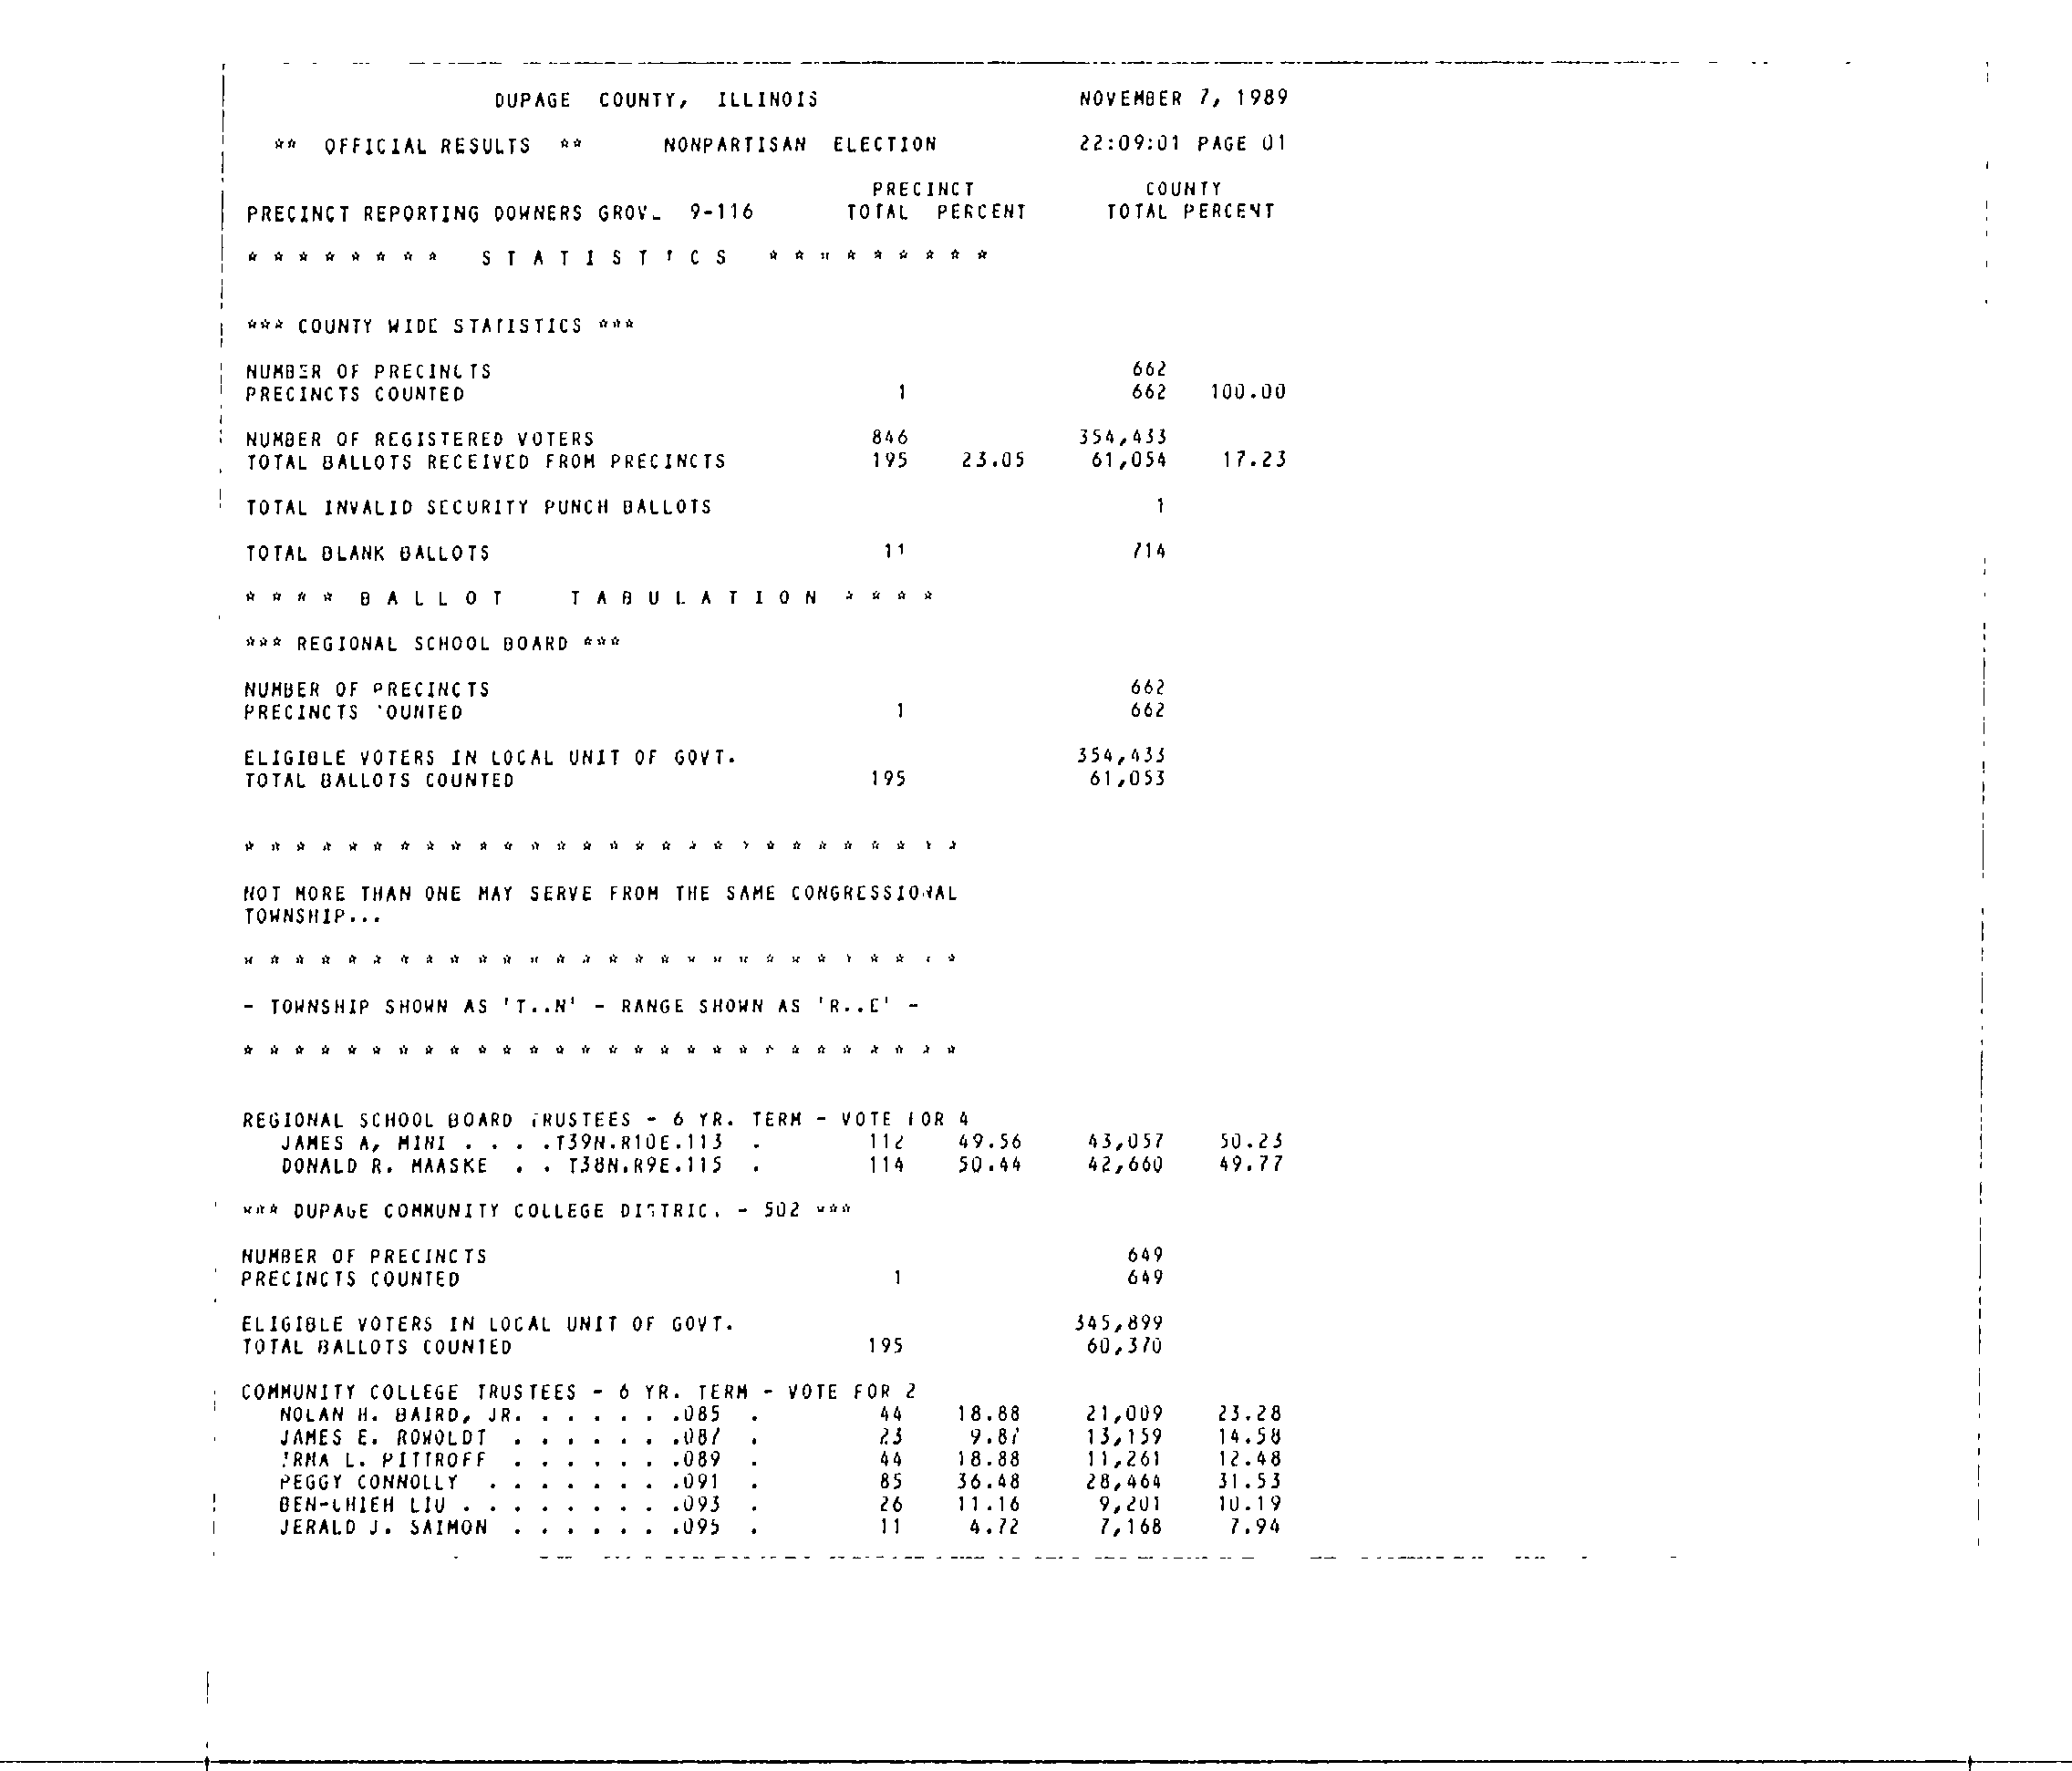 DUPAGE COUNTY, ILLINOIS NOVEMBER 7, 1989
** OFFICIAL RESULTS ** NONPARTISAN ELECTION 22:09:01 PAGE 01
PRECINCT COUNTY
PRECINCT REPORTING DOWNERS GROVE 9-116 TOTAL PERCENT TOTAL PERCENT
* * * * * * * * S T A T I S T I C S * * * * * * * * *
*** COUNTY WIDE STATISTICS ***
NUMBER OF PRECINCTS 662
PRECINCTS COUNTED 1 662 100.00
NUMBER OF REGISTERED VOTERS 846 354,433
TOTAL BALLOTS RECEIVED FROM PRECINCTS 195 23.05 61,054 17.23
TOTAL INVALID SECURITY PUNCH BALLOTS 1
TOTAL BLANK BALLOTS 11 714
* * * * B A L L O T T A B U L A T I O N * * * *
*** REGIONAL SCHOOL BOARD ***
NUMBER OF PRECINCTS 662
PRECINCTS COUNTED 1 662
ELIGIBLE VOTERS IN LOCAL UNIT OF GOVT. 354,433
TOTAL BALLOTS COUNTED 195 61,053
* * * * * * * * * * * * * * * * * * * * * * * * * * * *
NOT MORE THAN ONE MAY SERVE FROM THE SAME CONGRESSIONAL
TOWNSHIP...
* * * * * * * * * * * * * * * * * * * * * * * * * * * *
- TOWNSHIP SHOWN AS 'T..N' - RANGE SHOWN AS 'R..E' -
* * * * * * * * * * * * * * * * * * * * * * * * * * * *
REGIONAL SCHOOL BOARD TRUSTEES - 6 YR. TERM - VOTE FOR 4
JAMES A, MINI . . . .T39N.R10E.113 . 112 49.56 43,057 50.23
DONALD R. MAASKE . . T38N.R9E.115 . 114 50.44 42,660 49.77
*** DUPAGE COMMUNITY COLLEGE DISTRICT - 502 ***
NUMBER OF PRECINCTS 649
PRECINCTS COUNTED 1 649
ELIGIBLE VOTERS IN LOCAL UNIT OF GOVT. 345,899
TOTAL BALLOTS COUNTED 195 60,370
COMMUNITY COLLEGE TRUSTEES - 6 YR. TERM - VOTE FOR 2
NOLAN H. BAIRD, JR. . . . . . .085 . 44 18.88 21,009 23.28
JAMES E. ROWOLDT . . . . . . .087 . 23 9.87 13,159 14.58
IRMA L. PITTROFF . . . . . . .089 . 44 18.88 11,261 12.48
PEGGY CONNOLLY . . . . . . . .091 . 85 36.48 28,464 31.53
BEN-CHIEH LIU . . . . . . . . .093 . 26 11.16 9,201 10.19
JERALD J. SAIMON . . . . . . .095 . 11 4.72 7,168 7.94